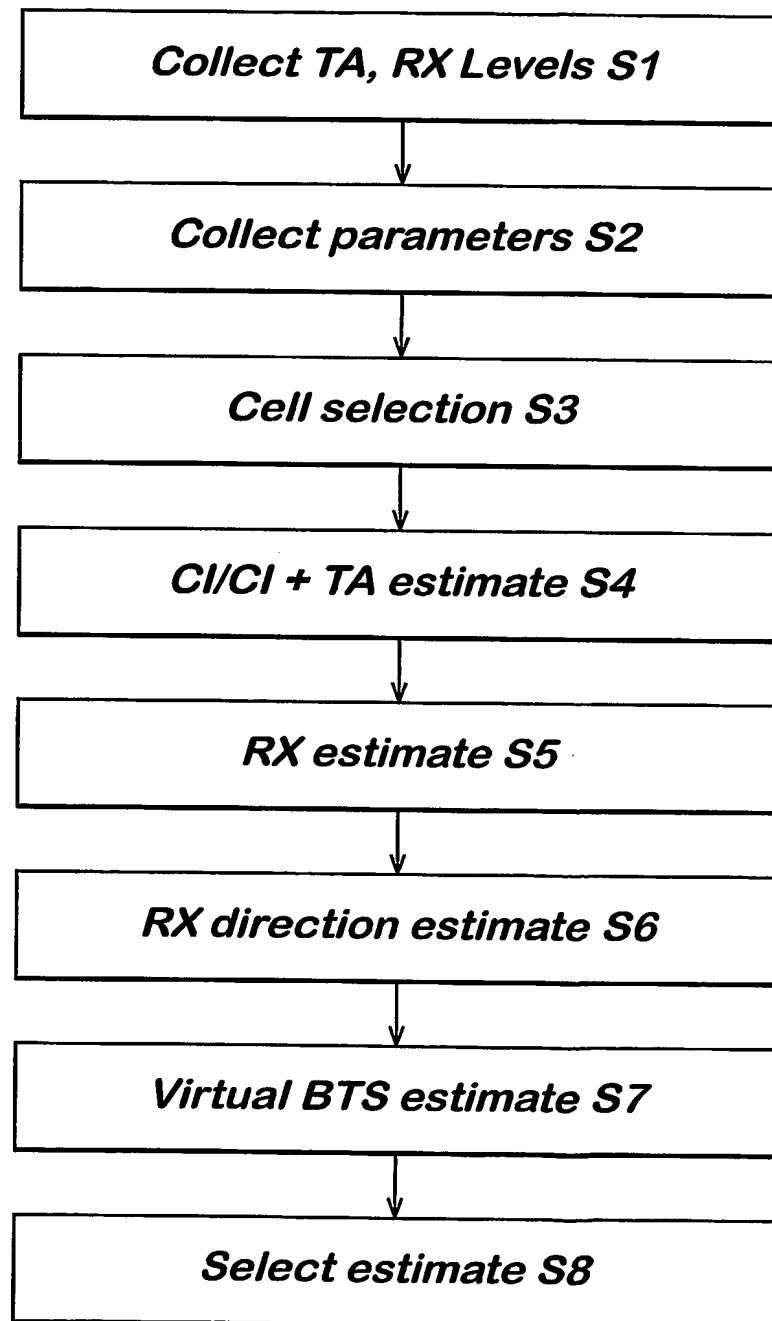 Collect TA, RX Levels S1
Collect parameters S2
Cell selection S3
CI/CI + TA estimate S4
RX estimate S5
RX direction estimate S6
Virtual BTS estimate S7
Select estimate S8